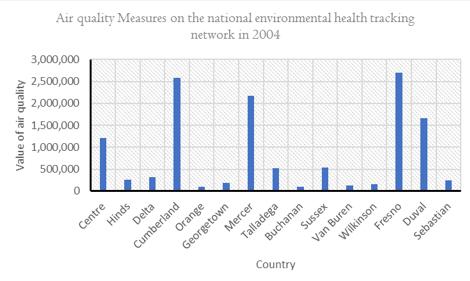 Air quality Measures on the national environmental health tracking
network in 2004
3,000,000
2,500,000
2,000,000
1,500,000
1,000,000
500,000
0
Value of air quality
Centre
Hinds
Delta
Cumberland
Orange
Georgetown
Mercer
Talladega
Buchanan
Sussex
Van Buren
Wilkinson
Fresno
Duval
Sebastian
Country